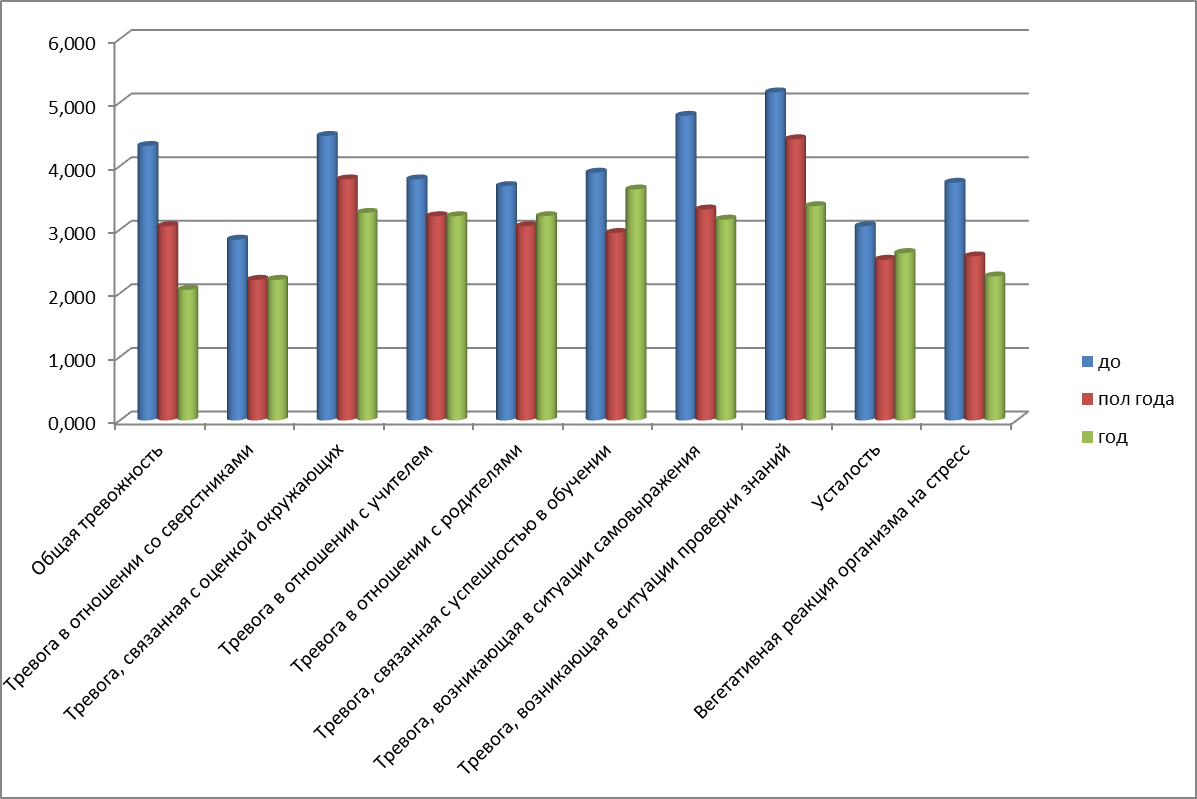 6,000
5,000
4,000
3,000
2,000
1,000
0,000
Общая тревожность
Тревога в отношении со сверстниками
Тревога, связанная с оценкой окружающих
Тревога в отношении с учителем
Тревога в отношении с родителями
Тревога, связанная с успешностью в обучении
Тревога, возникающая в ситуации самовыражения
Тревога, возникающая в ситуации проверки знаний
Усталость
Вегетативная реакция организма на стресс
до
пол года
год